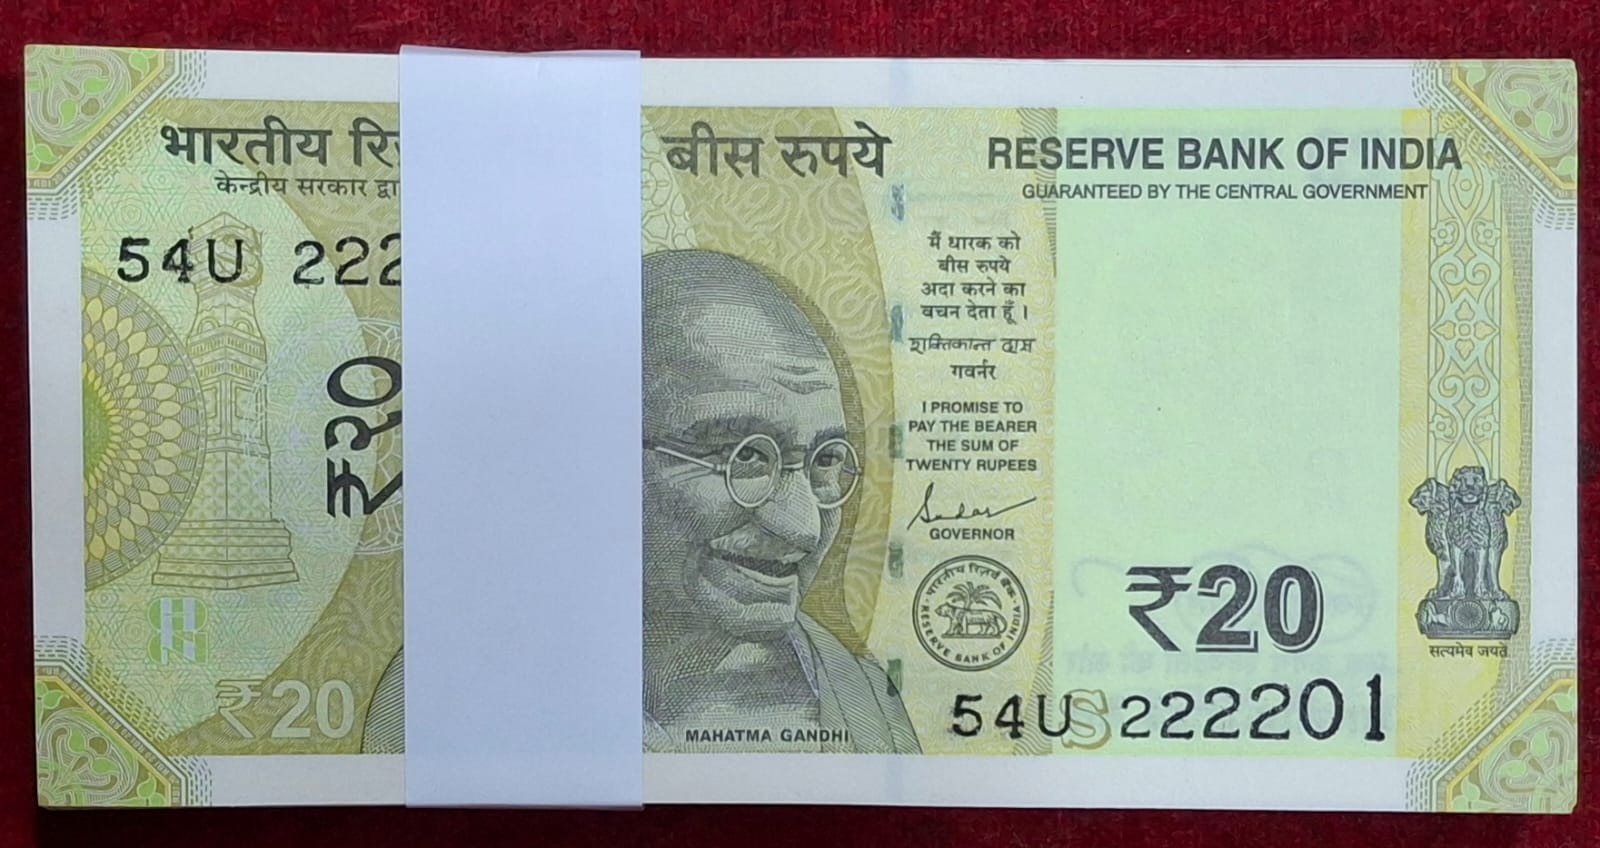 भारतीय रि
केन्द्रीय सरकार द्वा
54U 222
₹२०
₹20
बीस रुपये
MAHATMA GANDHI
RESERVE BANK OF INDIA
GUARANTEED BY THE CENTRAL GOVERNMENT
मैं धारक को
बीस रुपये
अदा करने का
वचन देता हूँ।
शक्तिकान्त दास
गवर्नर
I PROMISE TO
PAY THE BEARER
THE SUM OF
TWENTY RUPEES
GOVERNOR
भारतीय रिज़र्व बैंक
RESERVE BANK OF INDIA
₹20
सत्यमेव जयते
54U S 222201